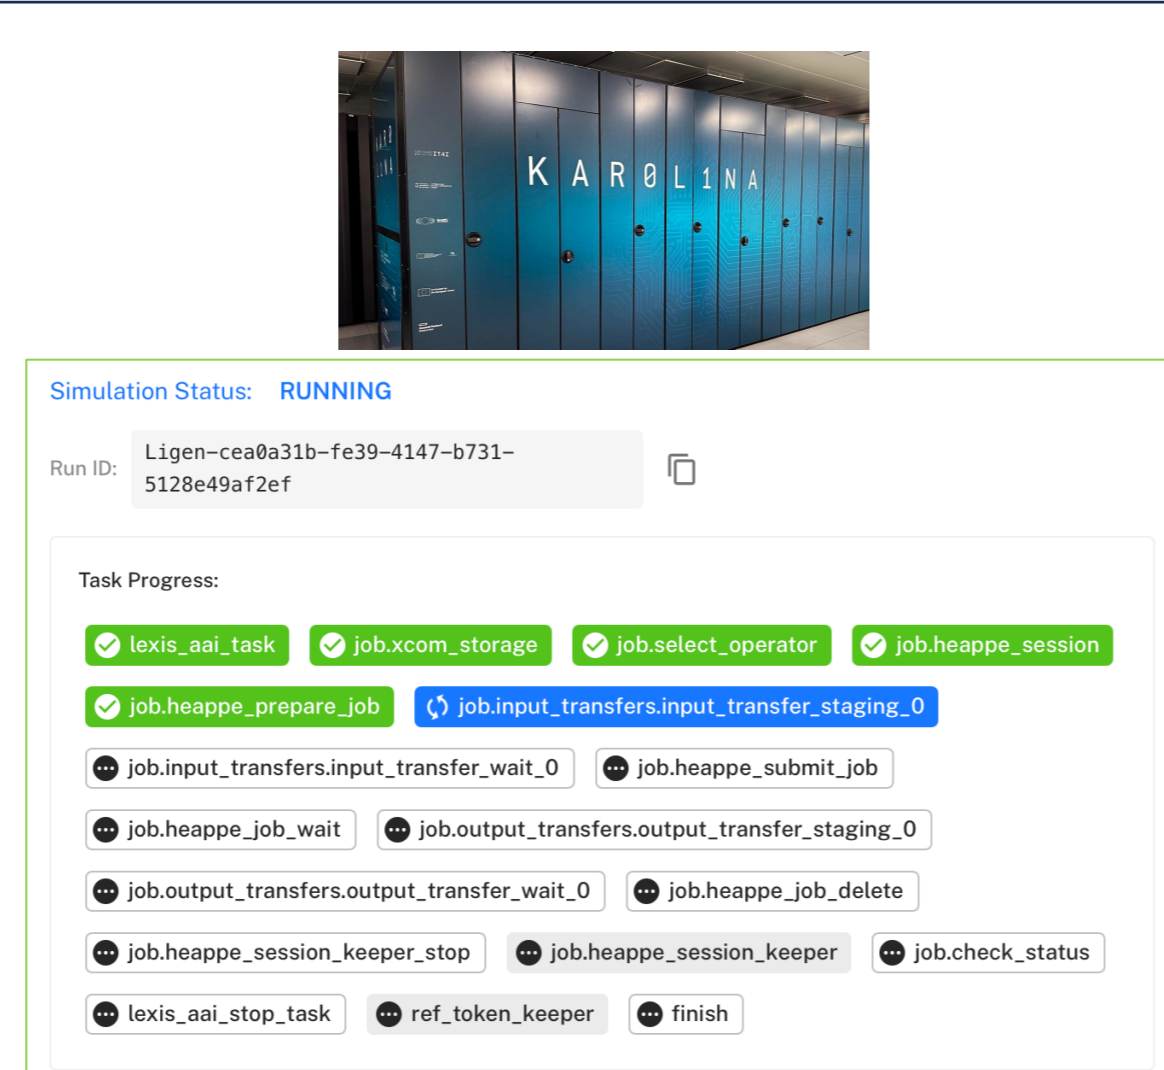 KAR0L1NA
Simulation Status: RUNNING
Run ID:
Ligen-cea0a31b-fe39-4147-b731-
5128e49af2ef
Task Progress:
lexis_aai_task job.xcom_storage job.select_operator job.heappe_session
job.heappe_prepare_job job.input_transfers.input_transfer_staging_0
job.input_transfers.input_transfer_wait_0 job.heappe_submit_job
job.heappe_job_wait job.output_transfers.output_transfer_staging_0
job.output_transfers.output_transfer_wait_0 job.heappe_job_delete
job.heappe_session_keeper_stop job.heappe_session_keeper job.check_status
lexis_aai_stop_task ref_token_keeper finish